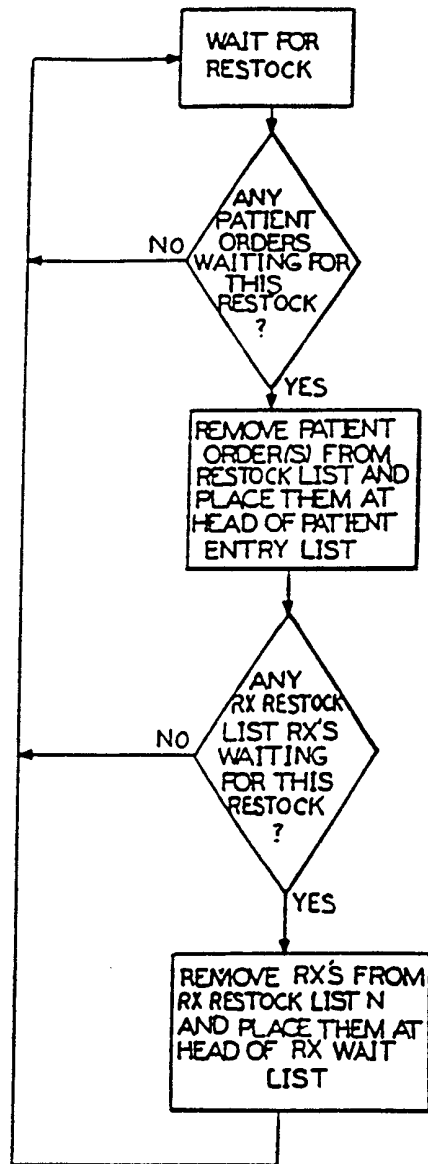 WAIT FOR
RESTOCK
ANY
PATIENT
ORDERS
WAITING FOR
THIS
RESTOCK
?
NO
YES
REMOVE PATIENT
ORDER(S) FROM
RESTOCK LIST AND
PLACE THEM AT
HEAD OF PATIENT
ENTRY LIST
ANY
RX RESTOCK
LIST RX'S
WAITING
FOR THIS
RESTOCK
?
NO
YES
REMOVE RX'S FROM
RX RESTOCK LIST N
AND PLACE THEM AT
HEAD OF RX WAIT
LIST